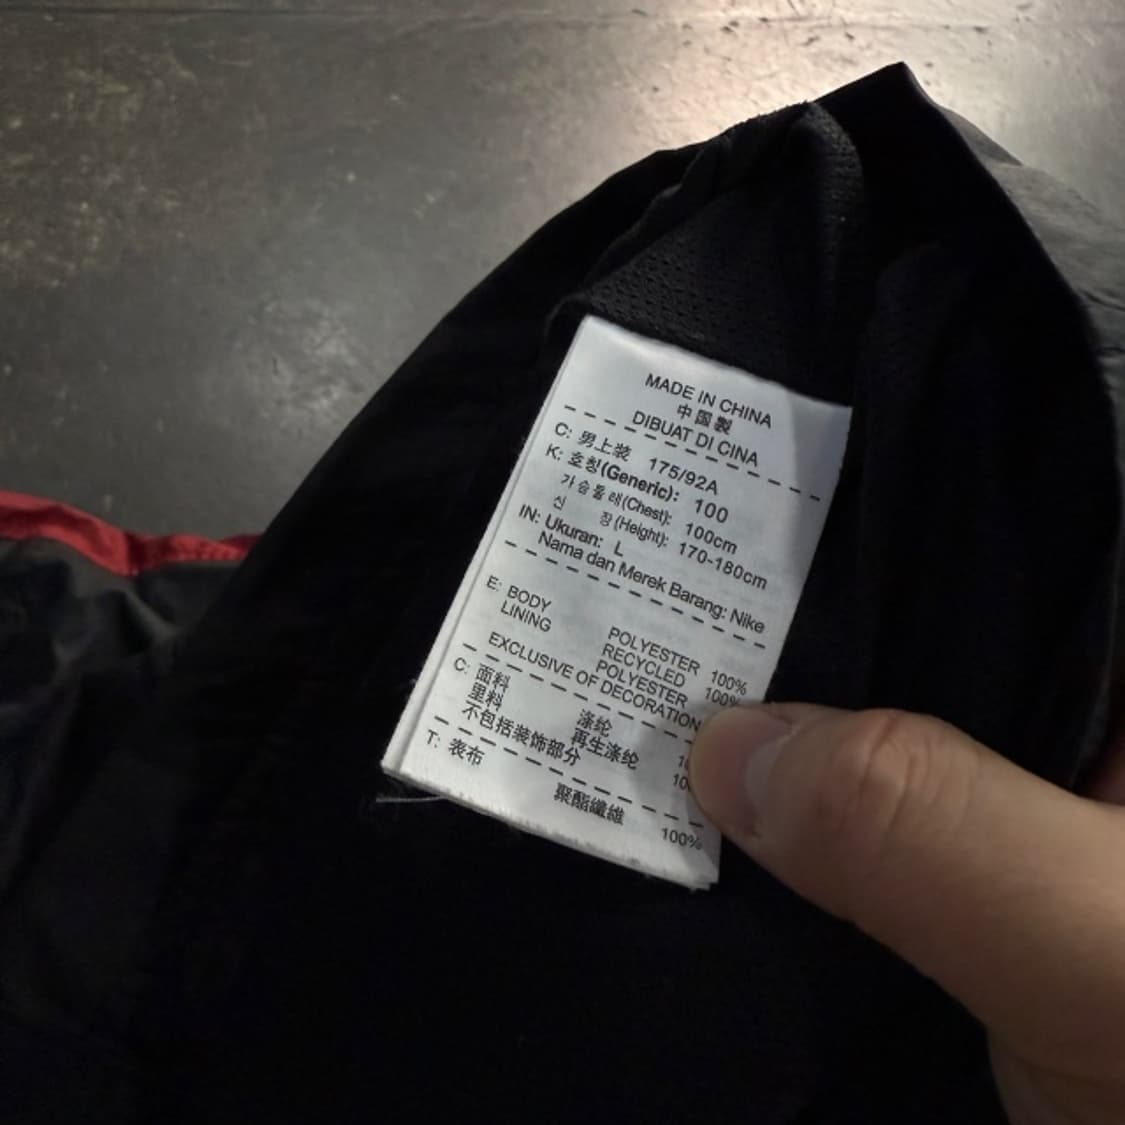 MADE IN CHINA
中国製
DIBUAT DI CINA
C: 男上裝 175/92A
K: 호칭(Generic): 100
가슴둘레(Chest): 100cm
신 장(Height): 170-180cm
IN: Ukuran: L
Nama dan Merek Barang: Nike
E: BODY POLYESTER 100%
LINING RECYCLED POLYESTER 100%
EXCLUSIVE OF DECORATION
C: 面料 涤纶
里料 再生涤纶
不包括装饰部分
T: 表布 聚酯纖維 100%